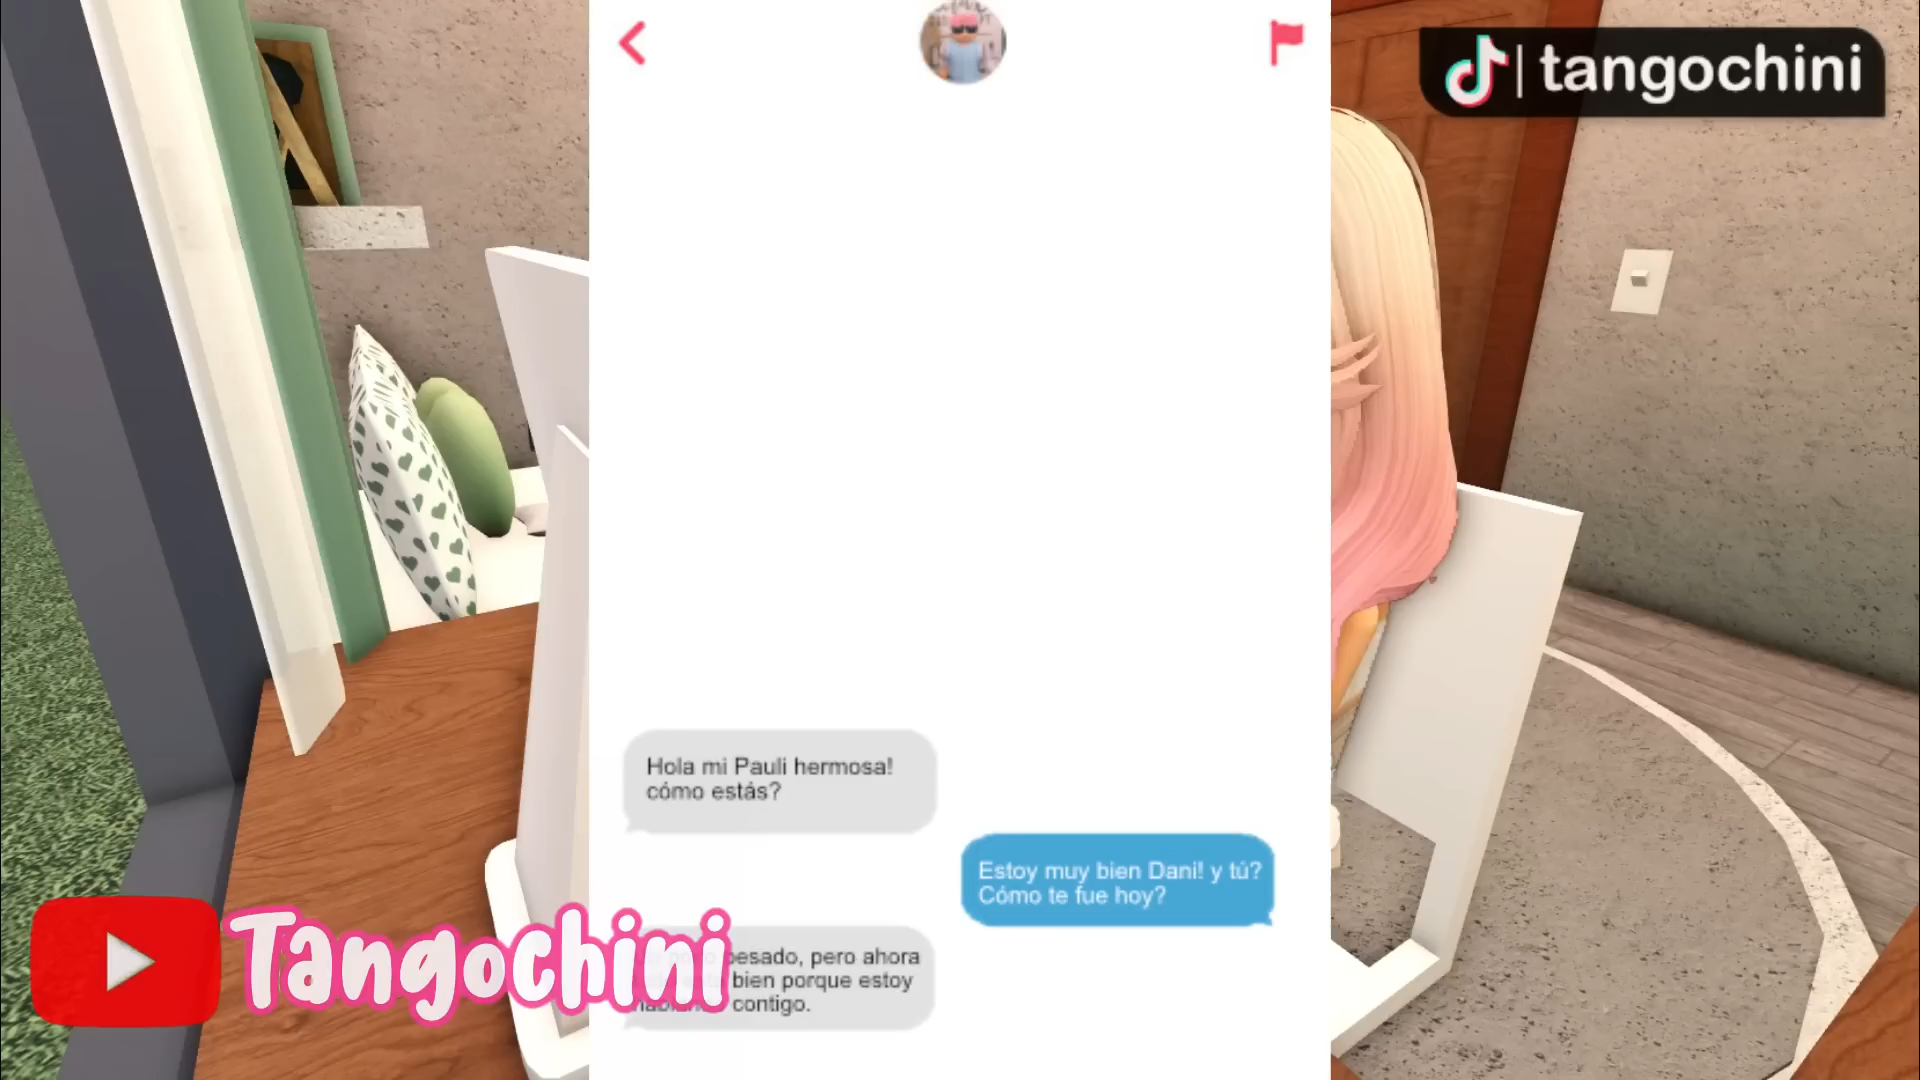 tangochini
Hola mi Pauli hermosa!
cómo estás?
Estoy muy bien Dani! y tú?
Cómo te fue hoy?
pesado, pero ahora
bien porque estoy
contigo.
Tangochini